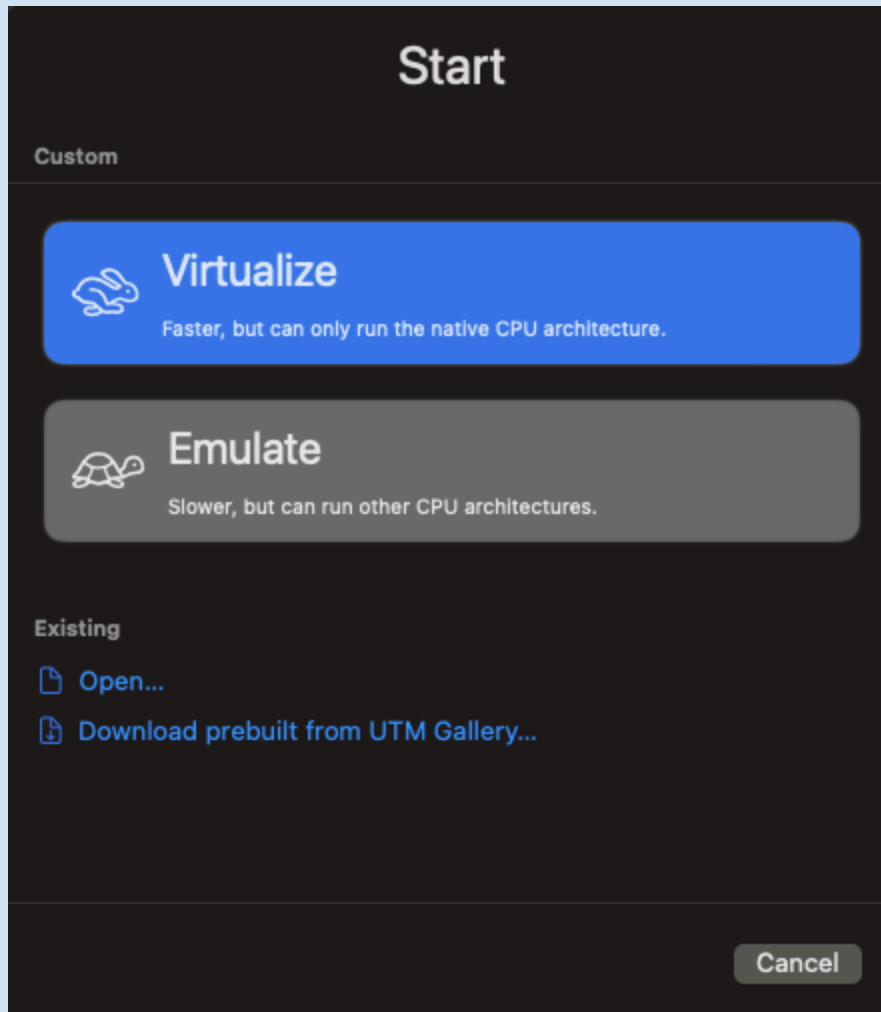 Start
Custom
Virtualize
Faster, but can only run the native CPU architecture.
Emulate
Slower, but can run other CPU architectures.
Existing
Open...
Download prebuilt from UTM Gallery...
Cancel